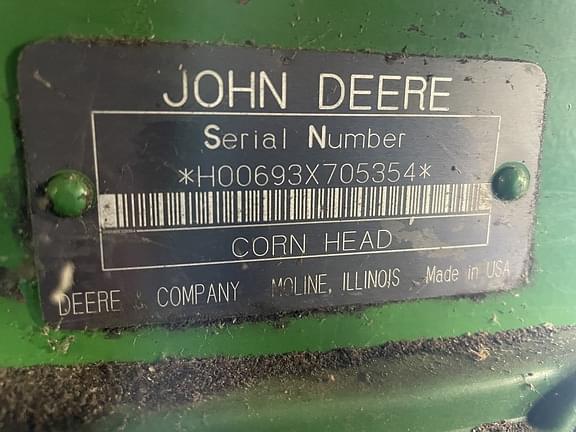 JOHN DEERE
Serial Number
*H00693X705354*
CORN HEAD
DEERE & COMPANY MOLINE, ILLINOIS Made in USA